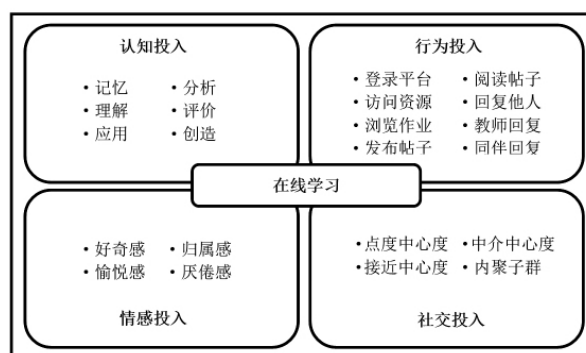 认知投入
• 记忆 • 分析
• 理解 • 评价
• 应用 • 创造
行为投入
• 登录平台 • 阅读帖子
• 访问资源 • 回复他人
• 浏览作业 • 教师回复
• 发布帖子 • 同伴回复
在线学习
• 好奇感 • 归属感
• 愉悦感 • 厌倦感
情感投入
•点度中心度 •中介中心度
•接近中心度 •内聚子群
社交投入